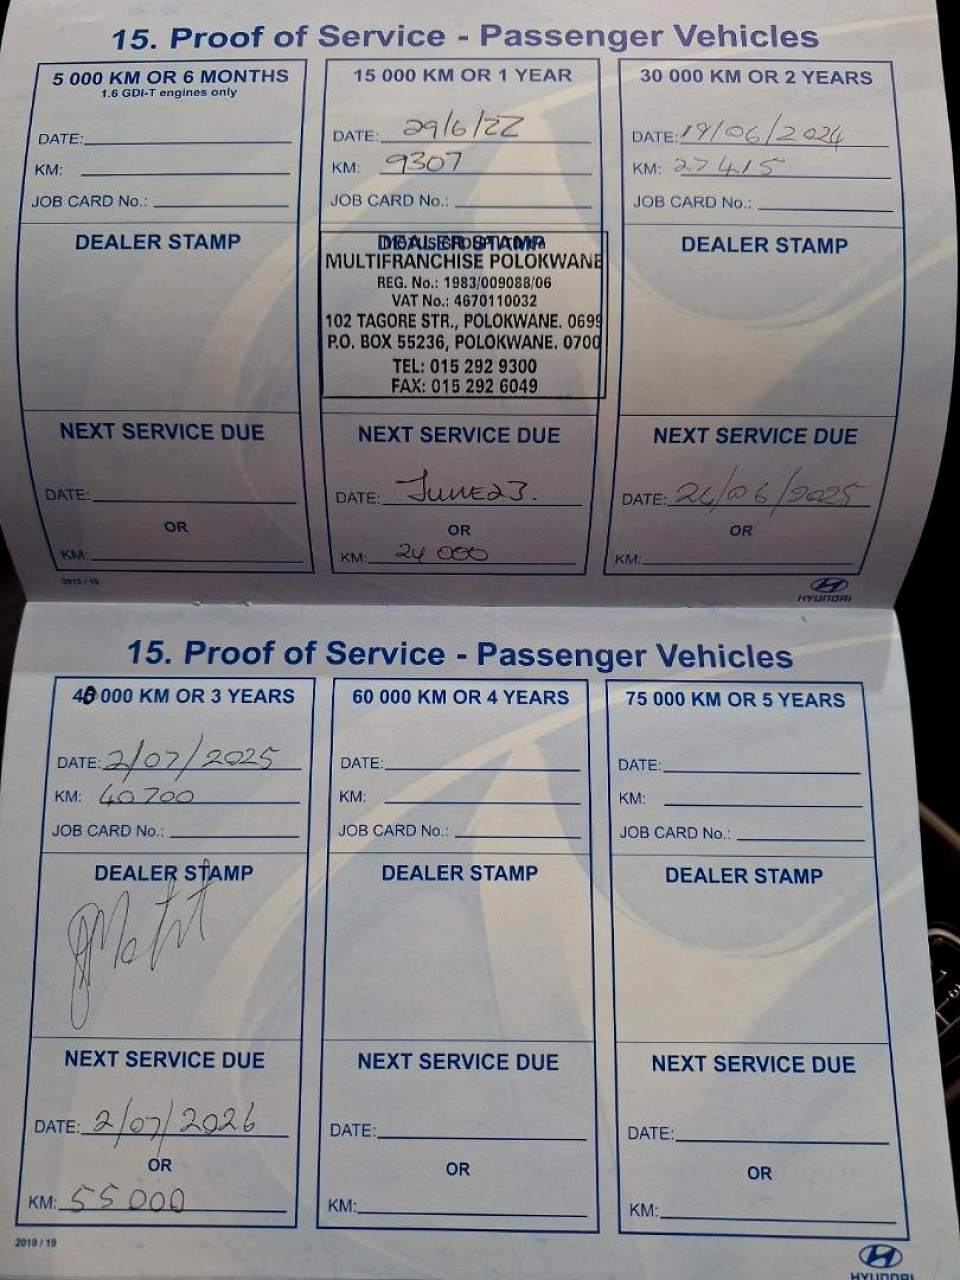 15. Proof of Service - Passenger Vehicles
5 000 KM OR 6 MONTHS
1.6 GDI-T engines only
DATE:
KM:
JOB CARD No.:
DEALER STAMP
NEXT SERVICE DUE
DATE:
OR
KM:
2019 / 19
15 000 KM OR 1 YEAR
DATE: 29/6/22
KM: 9307
JOB CARD No.:
DEALER STAMP
MULTIFRANCHISE POLOKWANE
REG. No.: 1983/009088/06
VAT No.: 4670110032
102 TAGORE STR., POLOKWANE. 0699
P.O. BOX 55236, POLOKWANE. 0700
TEL: 015 292 9300
FAX: 015 292 6049
NEXT SERVICE DUE
DATE: June 23.
OR
KM: 24 000
30 000 KM OR 2 YEARS
DATE: 19/06/2024
KM: 27415
JOB CARD No.:
DEALER STAMP
NEXT SERVICE DUE
DATE: 24/06/2025
OR
KM:
HYUNDAI
15. Proof of Service - Passenger Vehicles
40 000 KM OR 3 YEARS
DATE: 2/07/2025
KM: 40700
JOB CARD No.:
DEALER STAMP
NEXT SERVICE DUE
DATE: 2/07/2026
OR
KM: 55000
2019 / 19
60 000 KM OR 4 YEARS
DATE:
KM:
JOB CARD No.:
DEALER STAMP
NEXT SERVICE DUE
DATE:
OR
KM:
75 000 KM OR 5 YEARS
DATE:
KM:
JOB CARD No.:
DEALER STAMP
NEXT SERVICE DUE
DATE:
OR
KM:
HYUNDAI